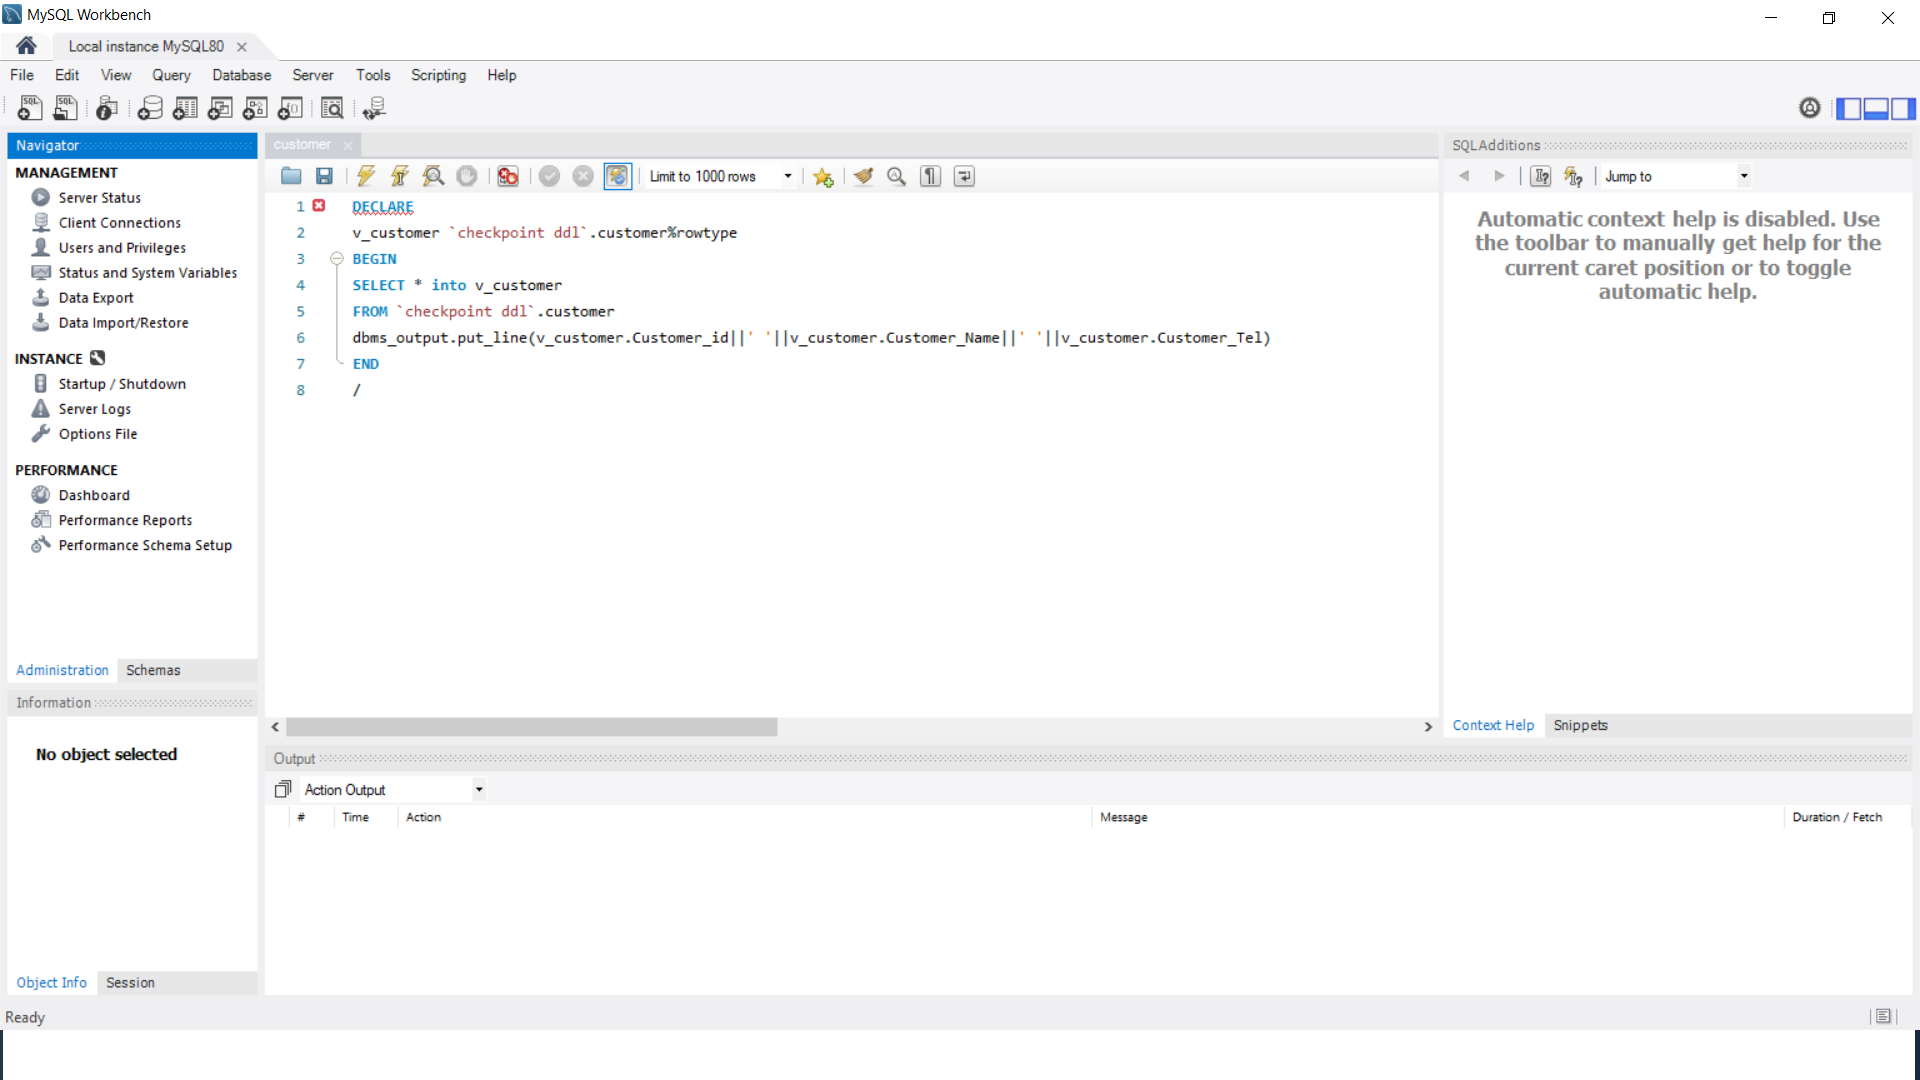 MySQL Workbench
Local instance MySQL80
File Edit View Query Database Server Tools Scripting Help
Navigator
MANAGEMENT
Server Status
Client Connections
Users and Privileges
Status and System Variables
Data Export
Data Import/Restore
INSTANCE
Startup / Shutdown
Server Logs
Options File
PERFORMANCE
Dashboard
Performance Reports
Performance Schema Setup
Administration Schemas
Information
No object selected
Object Info Session
customer
Limit to 1000 rows
1 DECLARE
2 v_customer `checkpoint ddl`.customer%rowtype
3 BEGIN
4 SELECT * into v_customer
5 FROM `checkpoint ddl`.customer
6 dbms_output.put_line(v_customer.Customer_id||' '||v_customer.Customer_Name||' '||v_customer.Customer_Tel)
7 END
8 /
SQLAdditions
Jump to
Automatic context help is disabled. Use
the toolbar to manually get help for the
current caret position or to toggle
automatic help.
Context Help Snippets
Output
Action Output
# Time Action Message Duration / Fetch
Ready